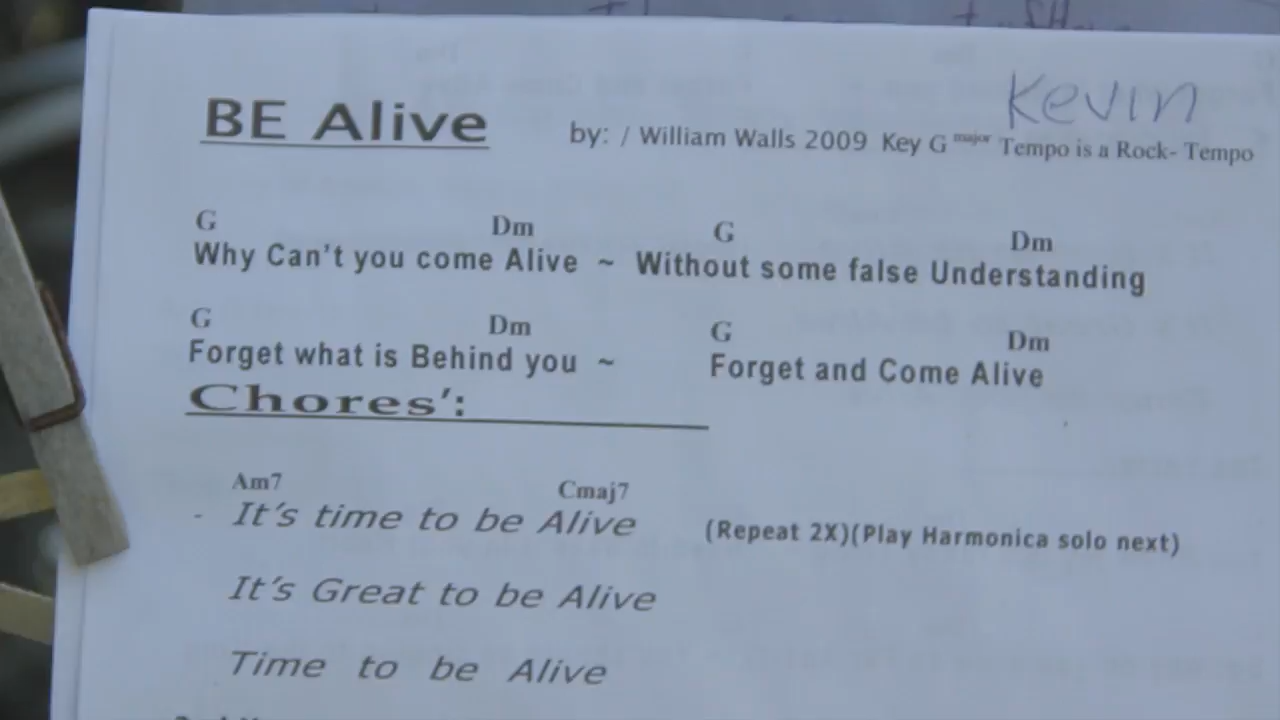 Kevin
BE Alive by: / William Walls 2009 Key G major Tempo is a Rock- Tempo
G Dm G Dm
Why Can't you come Alive ~ Without some false Understanding
G Dm G Dm
Forget what is Behind you ~ Forget and Come Alive
Chores':
Am7 Cmaj7
- It's time to be Alive (Repeat 2X)(Play Harmonica solo next)
It's Great to be Alive
Time to be Alive